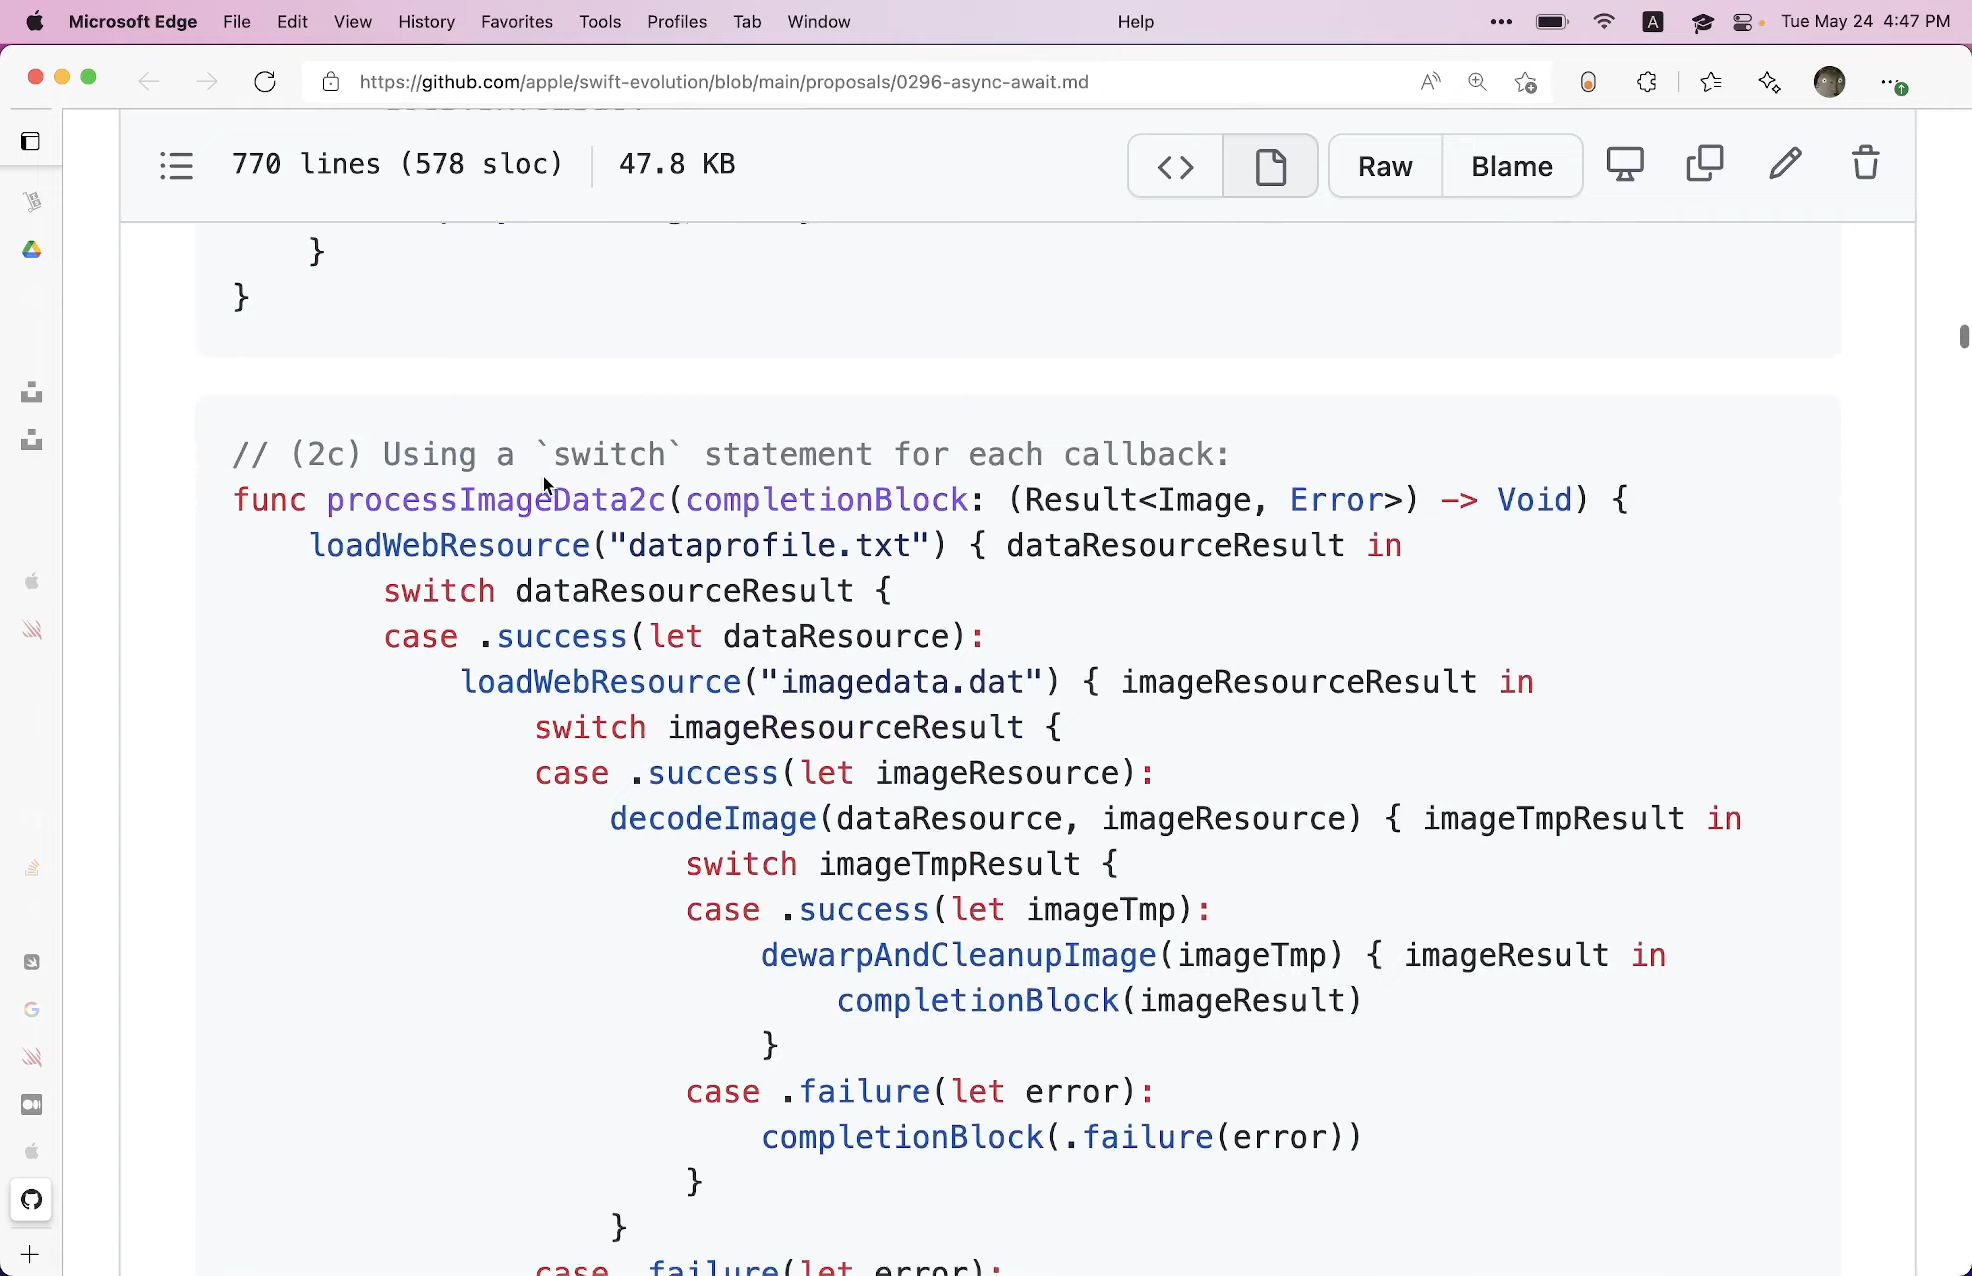 Microsoft Edge File Edit View History Favorites Tools Profiles Tab Window Help A Tue May 24 4:47 PM
https://github.com/apple/swift-evolution/blob/main/proposals/0296-async-await.md
770 lines (578 sloc) 47.8 KB Raw Blame
}
}
// (2c) Using a `switch` statement for each callback:
func processImageData2c(completionBlock: (Result<Image, Error>) -> Void) {
loadWebResource("dataprofile.txt") { dataResourceResult in
switch dataResourceResult {
case .success(let dataResource):
loadWebResource("imagedata.dat") { imageResourceResult in
switch imageResourceResult {
case .success(let imageResource):
decodeImage(dataResource, imageResource) { imageTmpResult in
switch imageTmpResult {
case .success(let imageTmp):
dewarpAndCleanupImage(imageTmp) { imageResult in
completionBlock(imageResult)
}
case .failure(let error):
completionBlock(.failure(error))
}
}
case .failure(let error):